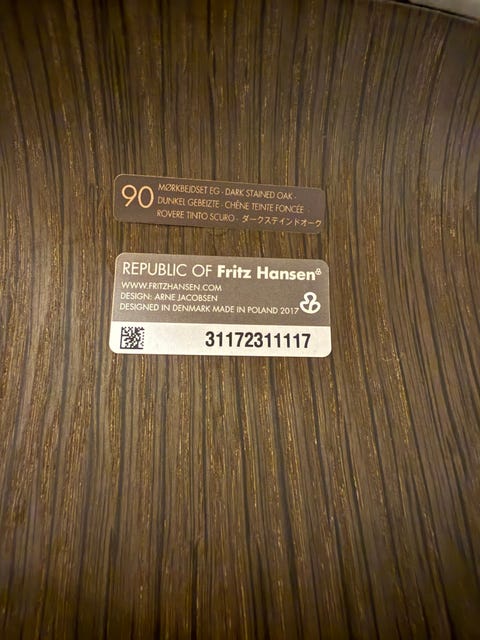 90 MØRKBEJDSET EG · DARK STAINED OAK ·
DUNKEL GEBEIZTE · CHÊNE TEINTE FONCÉE
ROVERE TINTO SCURO · ダークステインドオーク
REPUBLIC OF Fritz Hansen
WWW.FRITZHANSEN.COM
DESIGN: ARNE JACOBSEN
DESIGNED IN DENMARK MADE IN POLAND 2017
31172311117